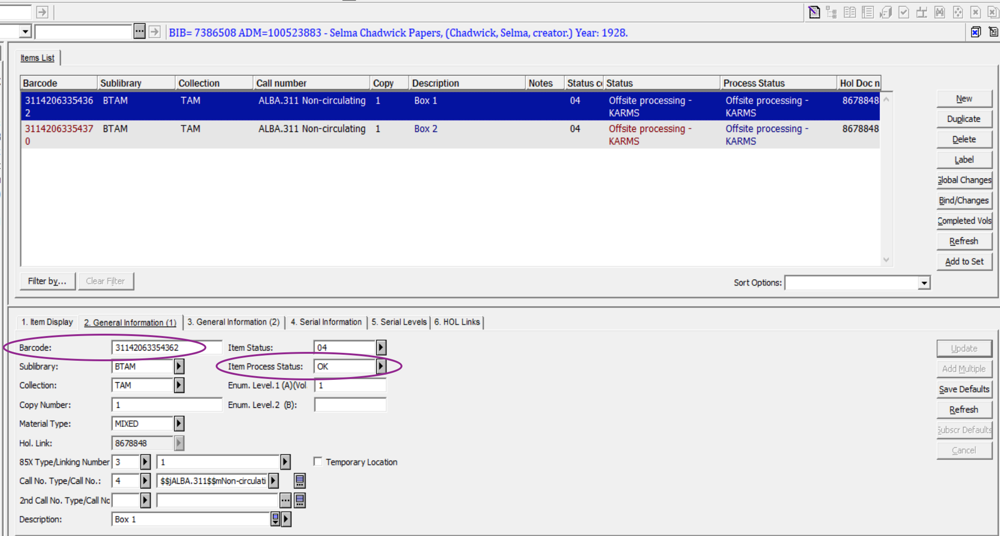 BIB= 7386508 ADM=100523883 - Selma Chadwick Papers, (Chadwick, Selma, creator.) Year: 1928.
Items List
Barcode Sublibrary Collection Call number Copy Description Notes Status c Status Process Status Hol Doc n
3114206335436 BTAM TAM ALBA.311 Non-circulating 1 Box 1 04 Offsite processing - Offsite processing - 8678848
2 KARMS KARMS
3114206335437 BTAM TAM ALBA.311 Non-circulating 1 Box 2 04 Offsite processing - Offsite processing - 8678848
0 KARMS KARMS
New
Duplicate
Delete
Label
Global Changes
Bind/Changes
Completed Vols
Refresh
Add to Set
Filter by... Clear Filter Sort Options:
1. Item Display 2. General Information (1) 3. General Information (2) 4. Serial Information 5. Serial Levels 6. HOL Links
Barcode: 31142063354362 Item Status: 04
Sublibrary: BTAM Item Process Status: OK
Collection: TAM Enum. Level.1 (A)(Vol. 1
Copy Number: 1 Enum. Level.2 (B):
Material Type: MIXED
Hol. Link: 8678848
85X Type/Linking Number 3 1 Temporary Location
Call No. Type/Call No.: 4 $$jALBA.311$$mNon-circulati
2nd Call No. Type/Call No
Description: Box 1
Update
Add Multiple
Save Defaults
Refresh
Subscr Defaults
Cancel